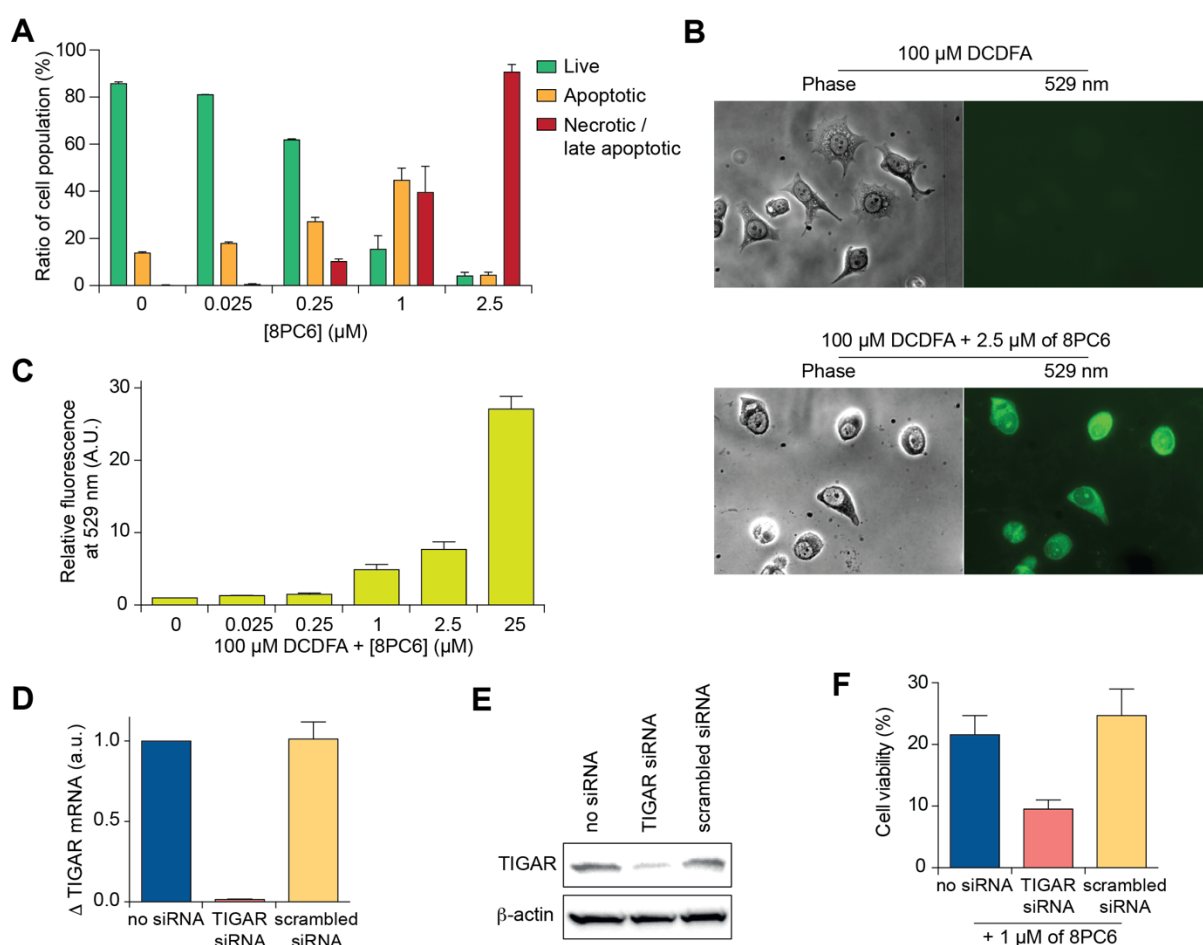 A
Ratio of cell population (%)
100
80
60
40
20
0
0
0.025
0.25
1
2.5
[8PC6] (µM)
Live
Apoptotic
Necrotic /
late apoptotic
B
100 µM DCDFA
Phase
529 nm
100 µM DCDFA + 2.5 µM of 8PC6
Phase
529 nm
C
Relative fluorescence
at 529 nm (A.U.)
30
20
10
0
0
0.025
0.25
1
2.5
25
100 µM DCDFA + [8PC6] (µM)
D
Δ TIGAR mRNA (a.u.)
1.0
0.5
0.0
no siRNA
TIGAR
siRNA
scrambled
siRNA
E
no siRNA
TIGAR siRNA
scrambled siRNA
TIGAR
β-actin
F
Cell viability (%)
30
20
10
0
no siRNA
TIGAR
siRNA
scrambled
siRNA
+ 1 µM of 8PC6